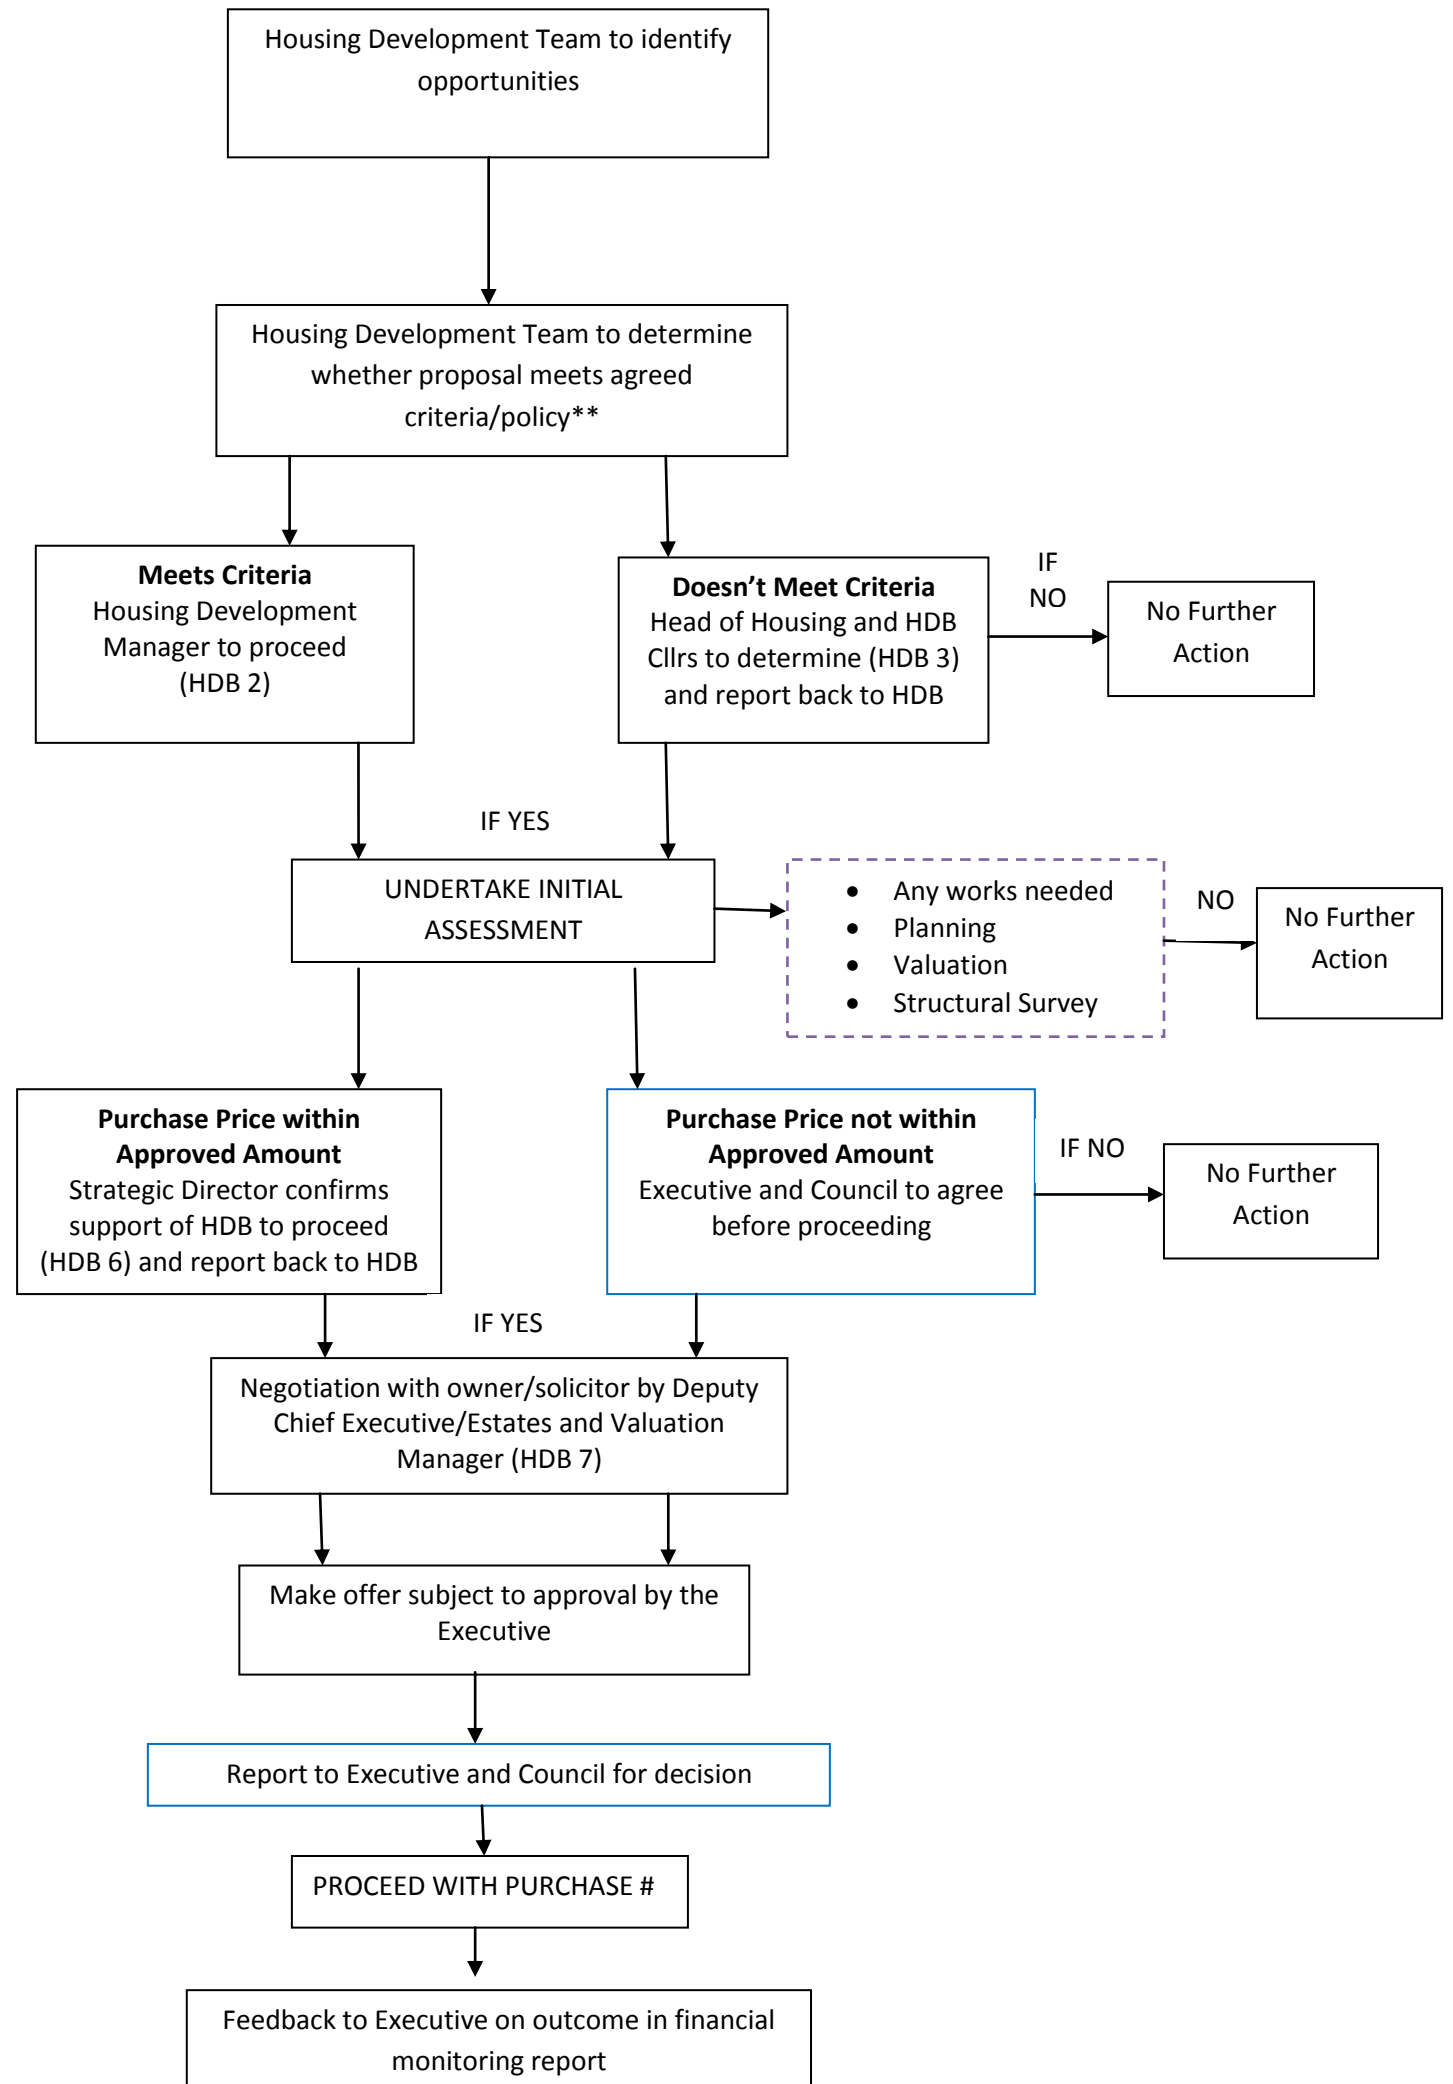 Housing Development Team to identify
opportunities
Housing Development Team to determine
whether proposal meets agreed
criteria/policy**
Meets Criteria
Housing Development
Manager to proceed
(HDB 2)
Doesn’t Meet Criteria
Head of Housing and HDB
Cllrs to determine (HDB 3)
and report back to HDB
IF
NO
No Further
Action
IF YES
UNDERTAKE INITIAL
ASSESSMENT
• Any works needed
• Planning
• Valuation
• Structural Survey
NO
No Further
Action
Purchase Price within
Approved Amount
Strategic Director confirms
support of HDB to proceed
(HDB 6) and report back to HDB
Purchase Price not within
Approved Amount
Executive and Council to agree
before proceeding
IF NO
No Further
Action
IF YES
Negotiation with owner/solicitor by Deputy
Chief Executive/Estates and Valuation
Manager (HDB 7)
Make offer subject to approval by the
Executive
Report to Executive and Council for decision
PROCEED WITH PURCHASE #
Feedback to Executive on outcome in financial
monitoring report